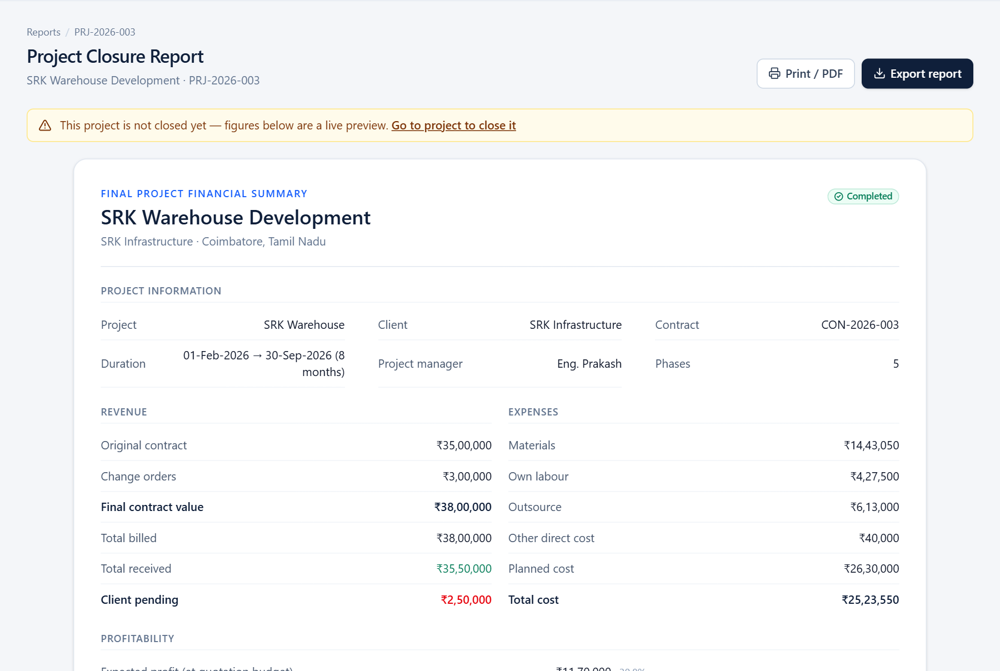 Reports / PRJ-2026-003
Project Closure Report
SRK Warehouse Development · PRJ-2026-003
Print / PDF
Export report
This project is not closed yet — figures below are a live preview. Go to project to close it
FINAL PROJECT FINANCIAL SUMMARY
Completed
SRK Warehouse Development
SRK Infrastructure · Coimbatore, Tamil Nadu
PROJECT INFORMATION
Project SRK Warehouse
Client SRK Infrastructure
Contract CON-2026-003
Duration 01-Feb-2026 → 30-Sep-2026 (8
months)
Project manager Eng. Prakash
Phases 5
REVENUE
Original contract ₹35,00,000
Change orders ₹3,00,000
Final contract value ₹38,00,000
Total billed ₹38,00,000
Total received ₹35,50,000
Client pending ₹2,50,000
EXPENSES
Materials ₹14,43,050
Own labour ₹4,27,500
Outsource ₹6,13,000
Other direct cost ₹40,000
Planned cost ₹26,30,000
Total cost ₹25,23,550
PROFITABILITY
Expected profit (at quotation budget) ₹11,70,000